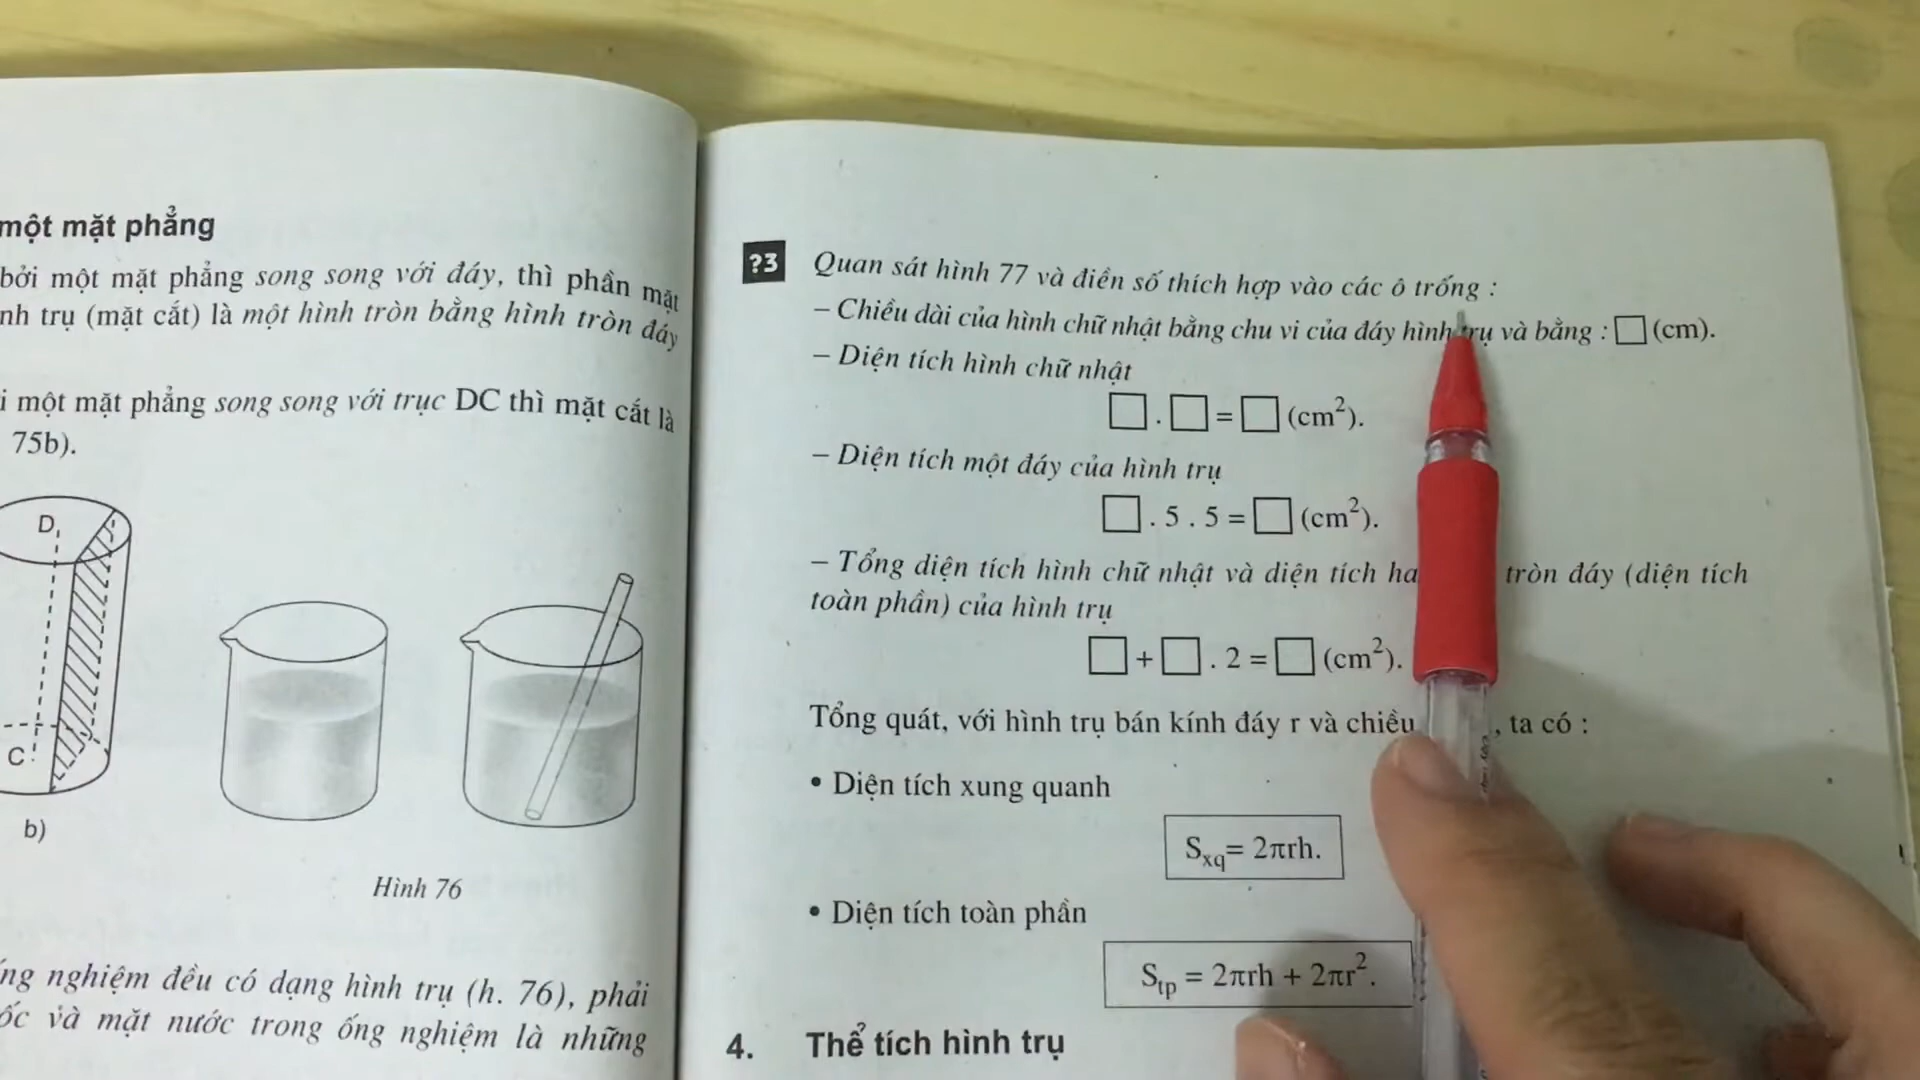 một mặt phẳng
bởi một mặt phẳng song song với đáy, thì phần mặt
nh trụ (mặt cắt) là một hình tròn bằng hình tròn đáy
i một mặt phẳng song song với trục DC thì mặt cắt là
75b).
D
C
b)
Hình 76
ng nghiệm đều có dạng hình trụ (h. 76), phải
ốc và mặt nước trong ống nghiệm là những
?3 Quan sát hình 77 và điền số thích hợp vào các ô trống :
– Chiều dài của hình chữ nhật bằng chu vi của đáy hình trụ và bằng : □ (cm).
– Diện tích hình chữ nhật
□ . □ = □ (cm²).
– Diện tích một đáy của hình trụ
□ . 5 . 5 = □ (cm²).
– Tổng diện tích hình chữ nhật và diện tích ha tròn đáy (diện tích
toàn phần) của hình trụ
□ + □ . 2 = □ (cm²).
Tổng quát, với hình trụ bán kính đáy r và chiều , ta có :
• Diện tích xung quanh
Sxq= 2πrh.
• Diện tích toàn phần
Stp = 2πrh + 2πr².
4. Thể tích hình trụ